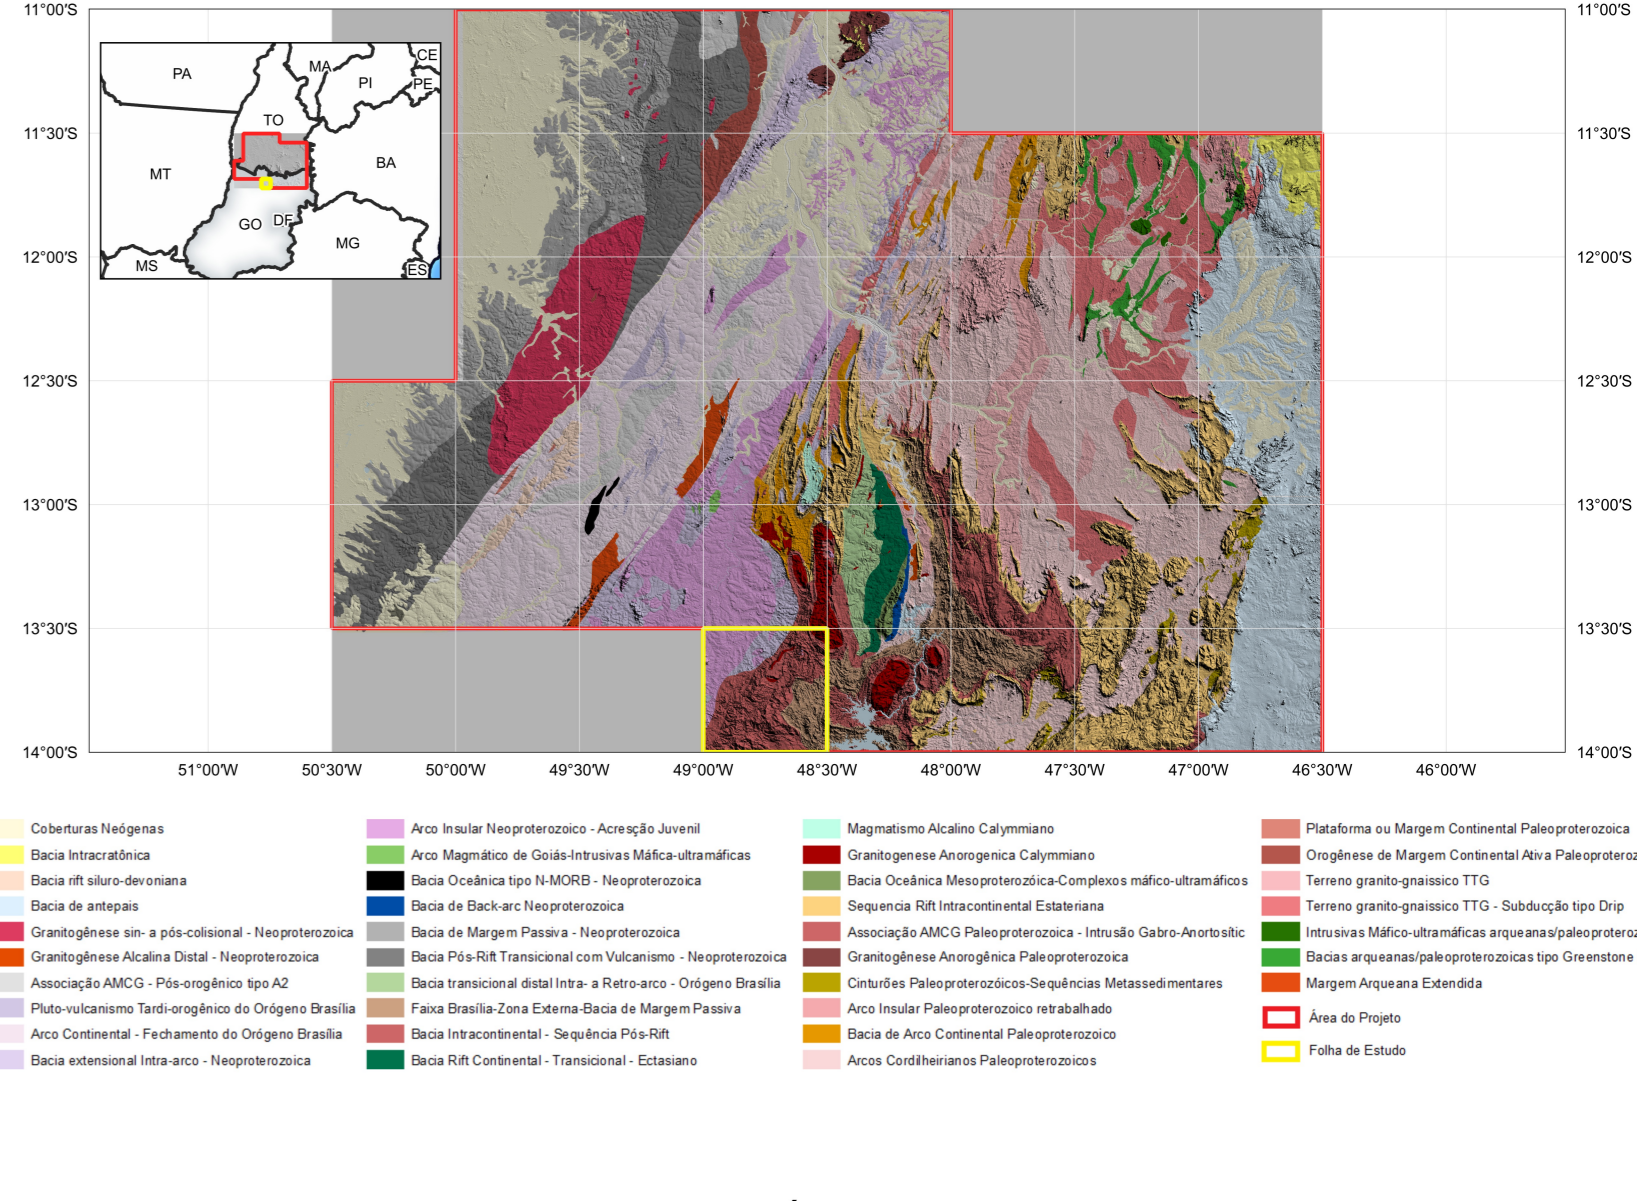 11°00'S
11°00'S
PA
MA
CE
PI
PE
TO
11°30'S
11°30'S
MT
BA
GO
DF
MG
MS
ES
12°00'S
12°00'S
12°30'S
12°30'S
13°00'S
13°00'S
13°30'S
13°30'S
14°00'S
14°00'S
51°00'W
50°30'W
50°00'W
49°30'W
49°00'W
48°30'W
48°00'W
47°30'W
47°00'W
46°30'W
46°00'W
Coberturas Neógenas
Bacia Intracratônica
Bacia rift siluro-devoniana
Bacia de antepais
Granitogênese sin- a pós-colisional - Neoproterozoica
Granitogênese Alcalina Distal - Neoproterozoica
Associação AMCG - Pós-orogênico tipo A2
Pluto-vulcanismo Tardi-orogênico do Orógeno Brasília
Arco Continental - Fechamento do Orógeno Brasília
Bacia extensional Intra-arco - Neoproterozoica
Arco Insular Neoproterozoico - Acresção Juvenil
Arco Magmático de Goiás-Intrusivas Máfica-ultramáficas
Bacia Oceânica tipo N-MORB - Neoproterozoica
Bacia de Back-arc Neoproterozoica
Bacia de Margem Passiva - Neoproterozoica
Bacia Pós-Rift Transicional com Vulcanismo - Neoproterozoica
Bacia transicional distal Intra- a Retro-arco - Orógeno Brasília
Faixa Brasília-Zona Externa-Bacia de Margem Passiva
Bacia Intracontinental - Sequência Pós-Rift
Bacia Rift Continental - Transicional - Ectasiano
Magmatismo Alcalino Calymmiano
Granitogenese Anorogenica Calymmiano
Bacia Oceânica Mesoproterozóica-Complexos máfico-ultramáficos
Sequencia Rift Intracontinental Estateriana
Associação AMCG Paleoproterozoica - Intrusão Gabro-Anortosític
Granitogênese Anorogênica Paleoproterozoica
Cinturões Paleoproterozóicos-Sequências Metassedimentares
Arco Insular Paleoproterozoico retrabalhado
Bacia de Arco Continental Paleoproterozoico
Arcos Cordilheirianos Paleoproterozoicos
Plataforma ou Margem Continental Paleoproterozoica
Orogênese de Margem Continental Ativa Paleoproteroz
Terreno granito-gnaissico TTG
Terreno granito-gnaissico TTG - Subducção tipo Drip
Intrusivas Máfico-ultramáficas arqueanas/paleoproteroz
Bacias arqueanas/paleoproterozoicas tipo Greenstone
Margem Arqueana Extendida
Área do Projeto
Folha de Estudo